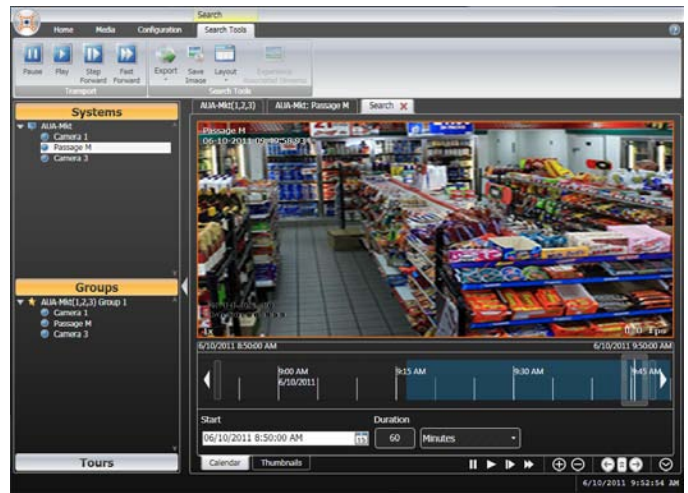 Search
Home Media Configuration Search Tools
Pause Play Step Forward Fast Forward Export Save Image Layout
Transport Search Tools
Systems
AUA-Mkt
Camera 1
Passage M
Camera 3
Groups
AUA-Mkt(1,2,3) Group 1
Camera 1
Passage M
Camera 3
Tours
AUA-Mkt(1,2,3) AUA-Mkt: Passage M Search
Passage M
1x
6/10/2011 8:50:00 AM 6/10/2011 9:50:00 AM
9:00 AM 9:15 AM 9:30 AM 9:45 AM
6/10/2011
Start Duration
06/10/2011 8:50:00 AM 15 60 Minutes
Calendar Thumbnails
6/10/2011 9:52:54 AM